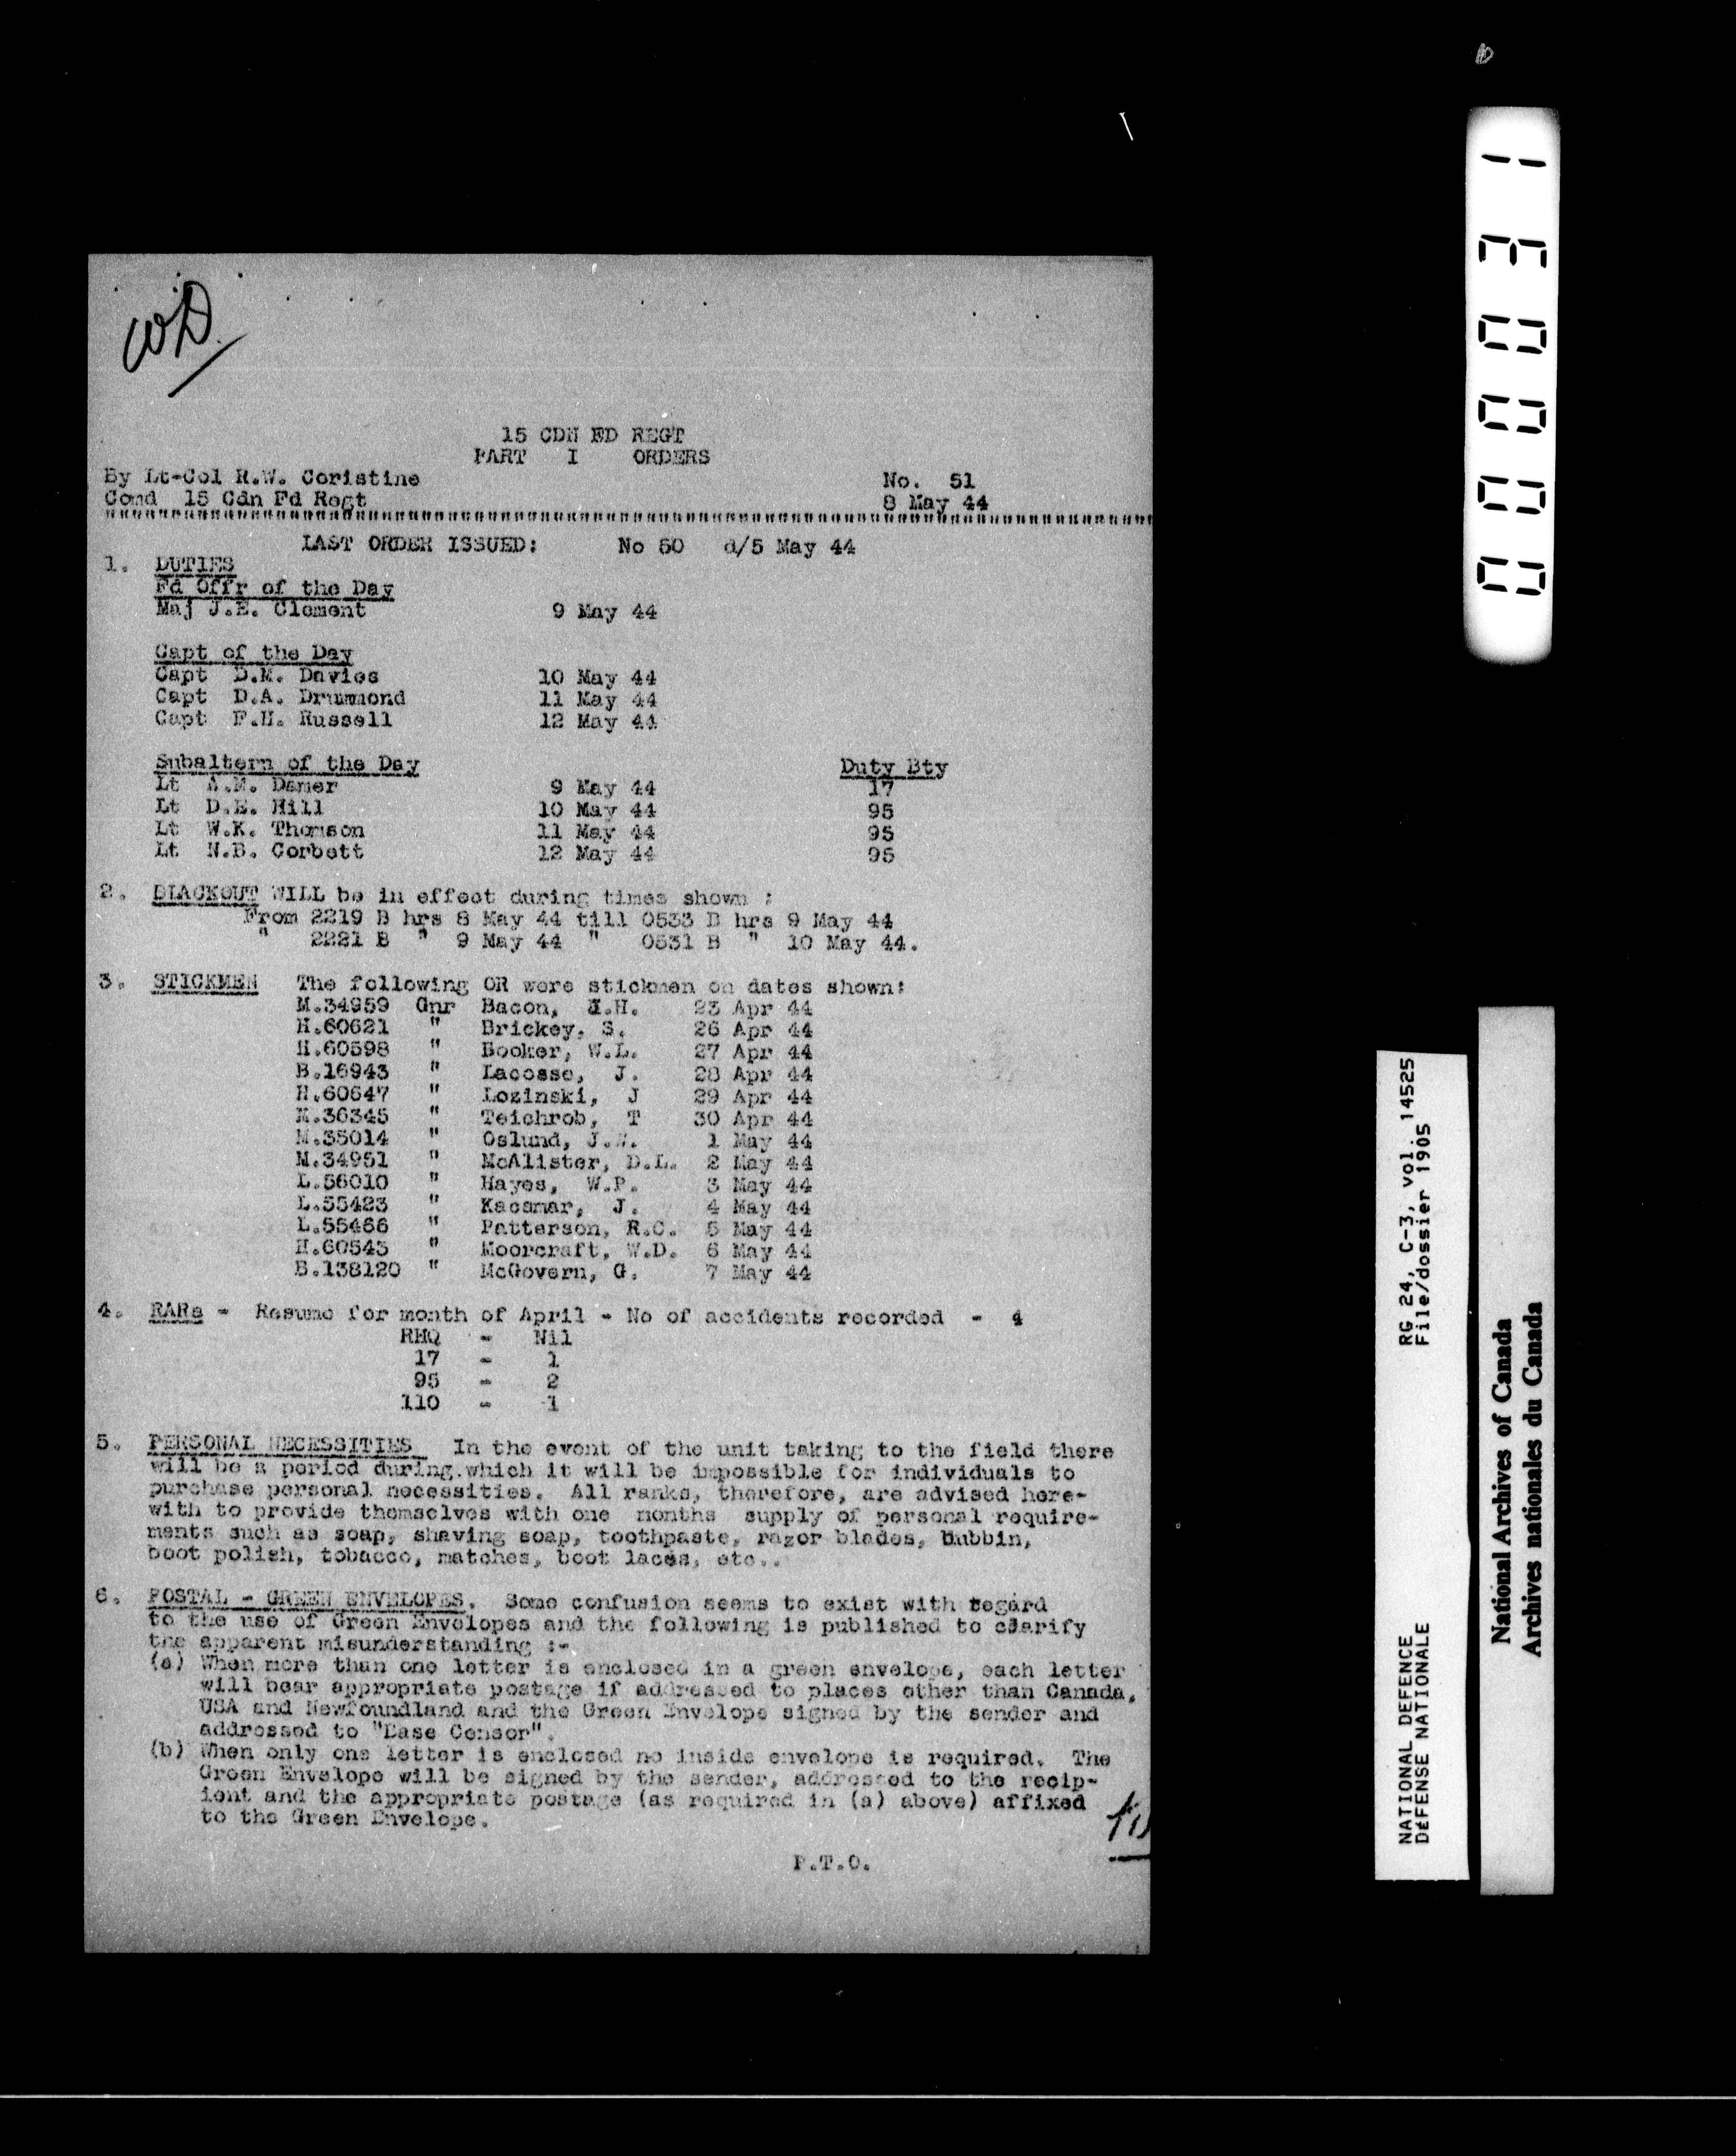 WD.
15 CDN FD REGT
PART I ORDERS
By Lt-Col R.W. Coristine No. 51
Comd 15 Cdn Fd Regt 8 May 44
LAST ORDER ISSUED: No 50 d/5 May 44
1. DUTIES
Fd Offr of the Day
Maj J.E. Clement 9 May 44
Capt of the Day
Capt D.M. Davies 10 May 44
Capt D.A. Drummond 11 May 44
Capt F.H. Russell 12 May 44
Subaltern of the Day Duty Bty
Lt A.M. Damer 9 May 44 17
Lt D.E. Hill 10 May 44 95
Lt W.K. Thomson 11 May 44 95
Lt N.B. Corbett 12 May 44 95
2. BLACKOUT WILL be in effect during times shown :
From 2219 B hrs 8 May 44 till 0533 B hrs 9 May 44
" 2221 B " 9 May 44 " 0531 B " 10 May 44.
3. STICKMEN The following OR were stickmen on dates shown:
M.34959 Gnr Bacon, J.H. 23 Apr 44
H.60621 " Brickey, S. 26 Apr 44
H.60598 " Booker, W.L. 27 Apr 44
B.16943 " Lacosse, J. 28 Apr 44
H.60647 " Lozinski, J 29 Apr 44
K.36345 " Teichrob, T 30 Apr 44
M.35014 " Oslund, J.W. 1 May 44
M.34951 " McAlister, D.L. 2 May 44
L.56010 " Hayes, W.P. 3 May 44
L.55423 " Kacsmar, J. 4 May 44
L.55466 " Patterson, R.C. 5 May 44
H.60545 " Moorcraft, W.D. 6 May 44
B.138120 " McGovern, G. 7 May 44
4. RARs - Resume for month of April - No of accidents recorded - 4
RHQ - Nil
17 - 1
95 - 2
110 - 1
5. PERSONAL NECESSITIES In the event of the unit taking to the field there
will be a period during.which it will be impossible for individuals to
purchase personal necessities. All ranks, therefore, are advised here-
with to provide themselves with one months supply of personal require-
ments such as soap, shaving soap, toothpaste, razor blades, dubbin,
boot polish, tobacco, matches, boot laces, etc..
6. POSTAL - GREEN ENVELOPES. Some confusion seems to exist with regard
to the use of Green Envelopes and the following is published to clarify
the apparent misunderstanding :-
(a) When more than one letter is enclosed in a green envelope, each letter
will bear appropriate postage if addressed to places other than Canada,
USA and Newfoundland and the Green Envelope signed by the sender and
addressed to "Base Censor".
(b) When only one letter is enclosed no inside envelope is required. The
Green Envelope will be signed by the sender, addressed to the recip-
ient and the appropriate postage (as required in (a) above) affixed
to the Green Envelope.
P.T.O.
000031
NATIONAL DEFENCE RG 24, C-3, vol. 14525
DÉFENSE NATIONALE File/dossier 1905
National Archives of Canada
Archives nationales du Canada